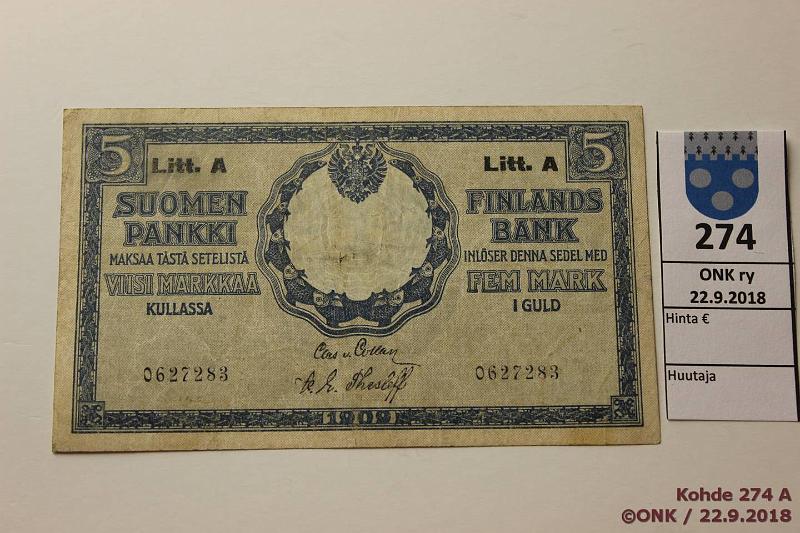 5
Litt. A
SUOMEN
PANKKI
MAKSAA TÄSTÄ SETELISTÄ
VIISI MARKKAA
KULLASSA
0627283
Litt. A
5
FINLANDS
BANK
INLÖSER DENNA SEDEL MED
FEM MARK
I GULD
0627283
1909
274
ONK ry
22.9.2018
Hinta €
Huutaja
Kohde 274 A
©ONK / 22.9.2018